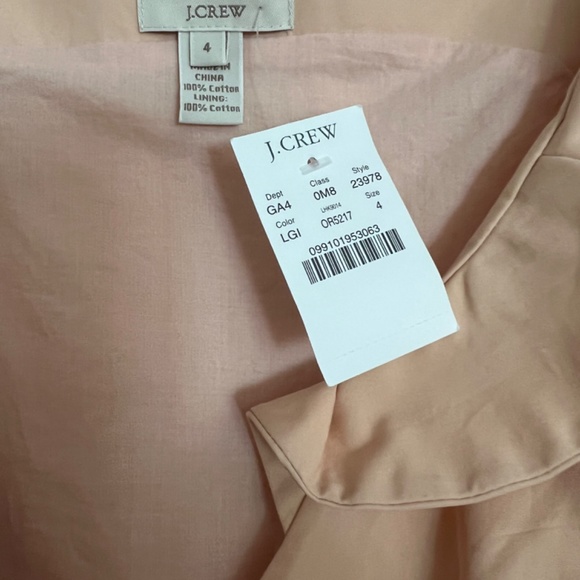 J.CREW
4
MADE IN
CHINA
100% Cotton
LINING:
100% Cotton
J.CREW
Dept Class Style
GA4 0M8 23978
Color LHK9014 Size
LGI OR5217 4
099101953063